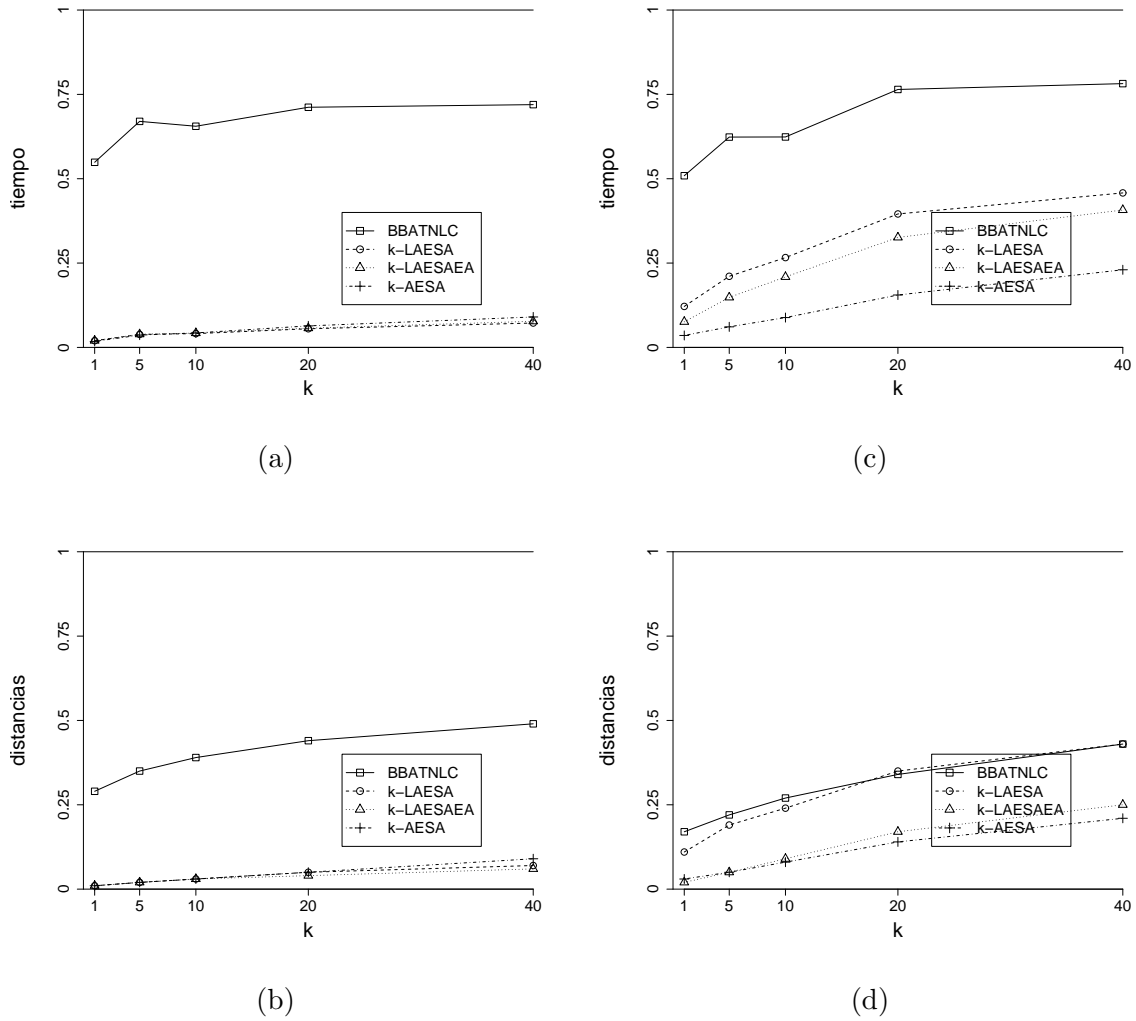 1
0.75
0.5
0.25
0
tiempo
1
5
10
20
40
k
BBATNLC
k−LAESA
k−LAESAEA
k−AESA
(a)
1
0.75
0.5
0.25
0
tiempo
1
5
10
20
40
k
BBATNLC
k−LAESA
k−LAESAEA
k−AESA
(c)
1
0.75
0.5
0.25
0
distancias
1
5
10
20
40
k
BBATNLC
k−LAESA
k−LAESAEA
k−AESA
(b)
1
0.75
0.5
0.25
0
distancias
1
5
10
20
40
k
BBATNLC
k−LAESA
k−LAESAEA
k−AESA
(d)